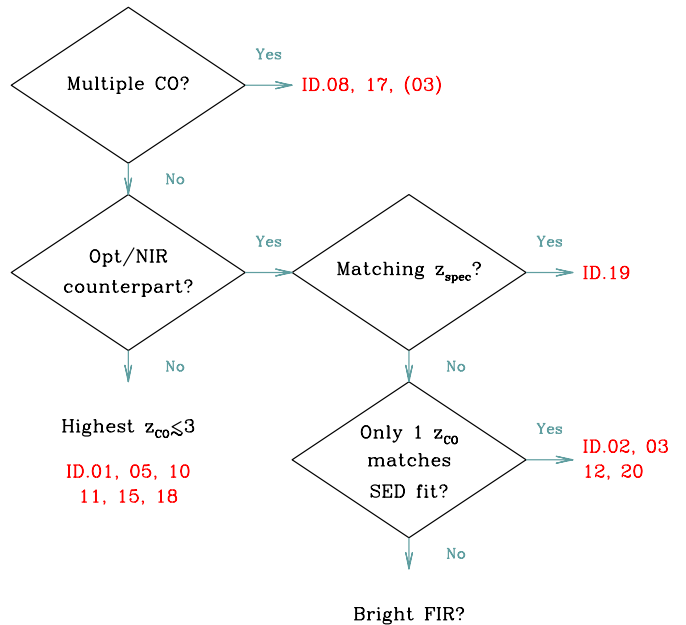 Yes
Multiple CO?
ID.08, 17, (03)
No
Yes
Yes
Opt/NIR
counterpart?
Matching z_spec?
ID.19
No
No
Highest z_CO≲3
ID.01, 05, 10
11, 15, 18
Yes
Only 1 z_CO
matches
SED fit?
ID.02, 03
12, 20
No
Bright FIR?